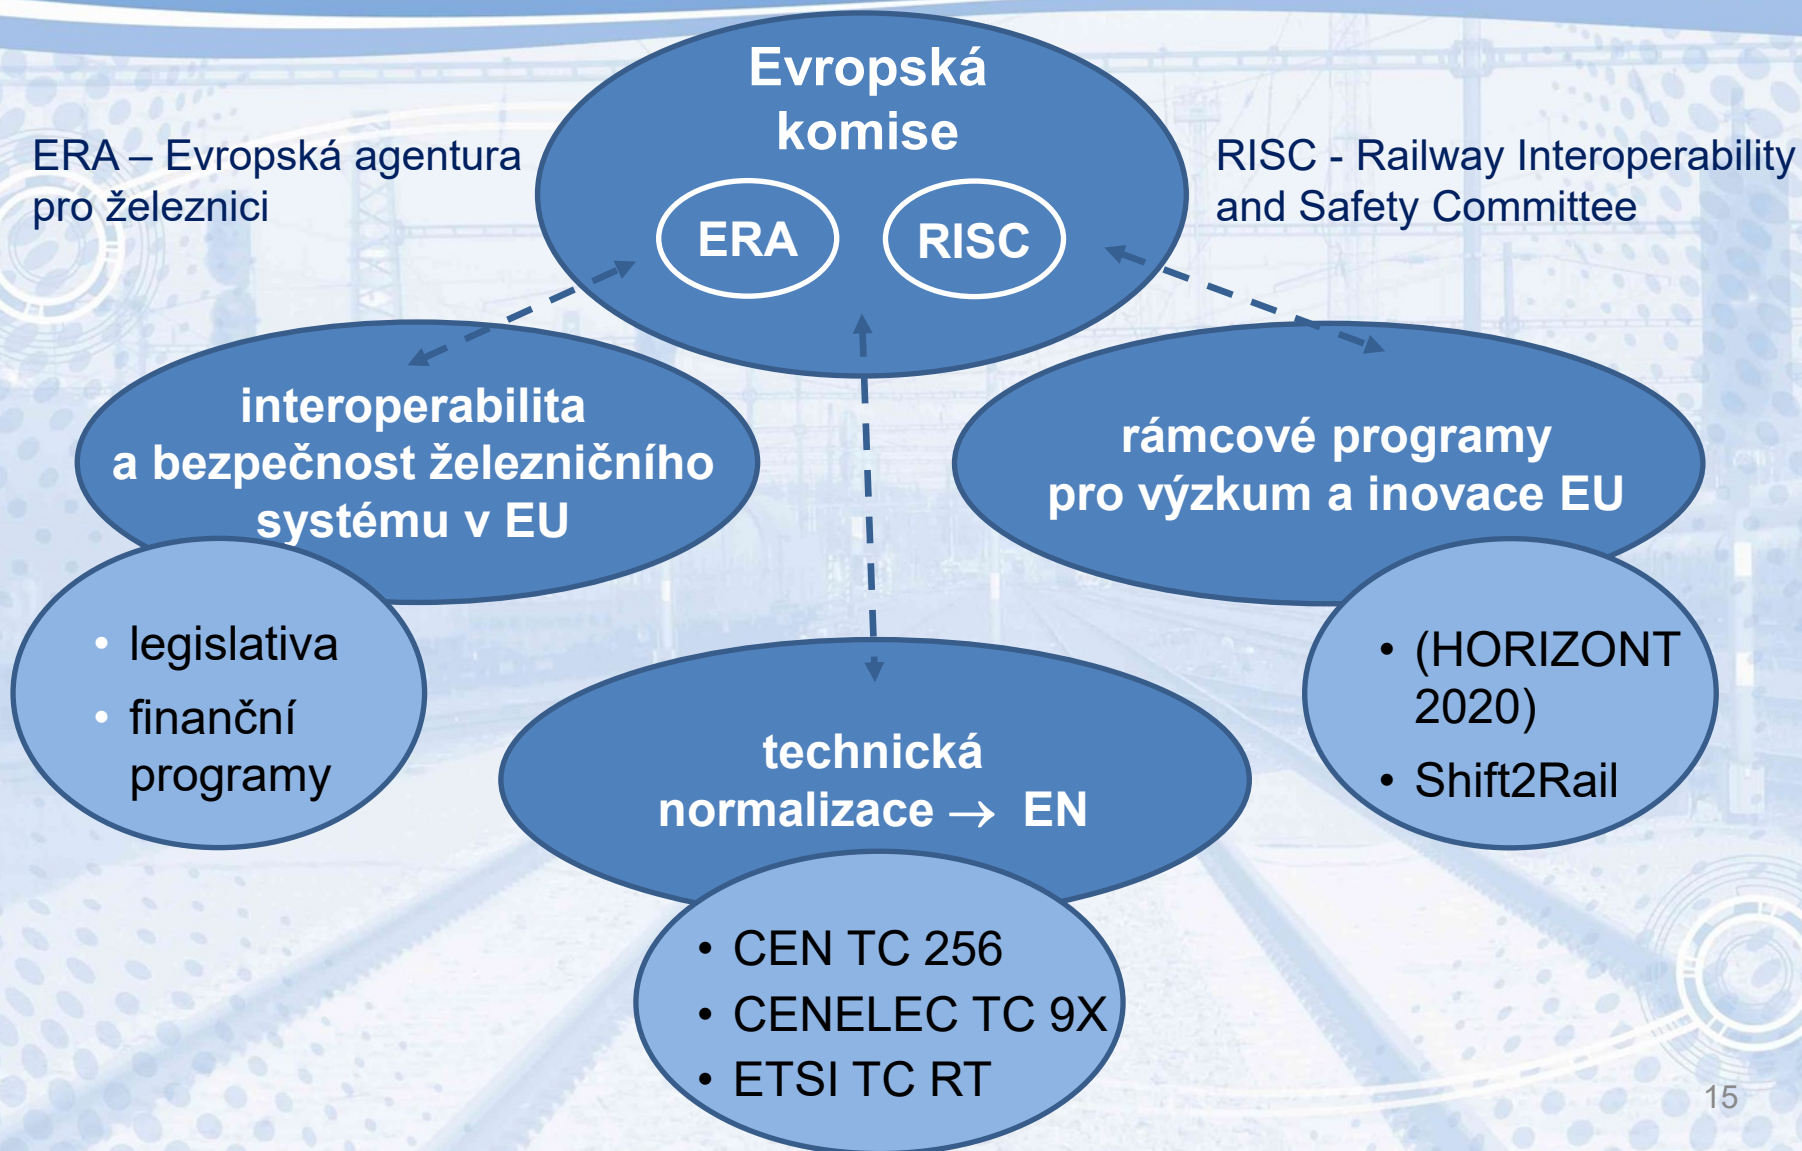 Evropská
komise
ERA – Evropská agentura
pro železnici
RISC - Railway Interoperability
and Safety Committee
ERA
RISC
interoperabilita
a bezpečnost železničního
systému v EU
rámcové programy
pro výzkum a inovace EU
• legislativa
• finanční
programy
• (HORIZONT
2020)
• Shift2Rail
technická
normalizace → EN
• CEN TC 256
• CENELEC TC 9X
• ETSI TC RT
15